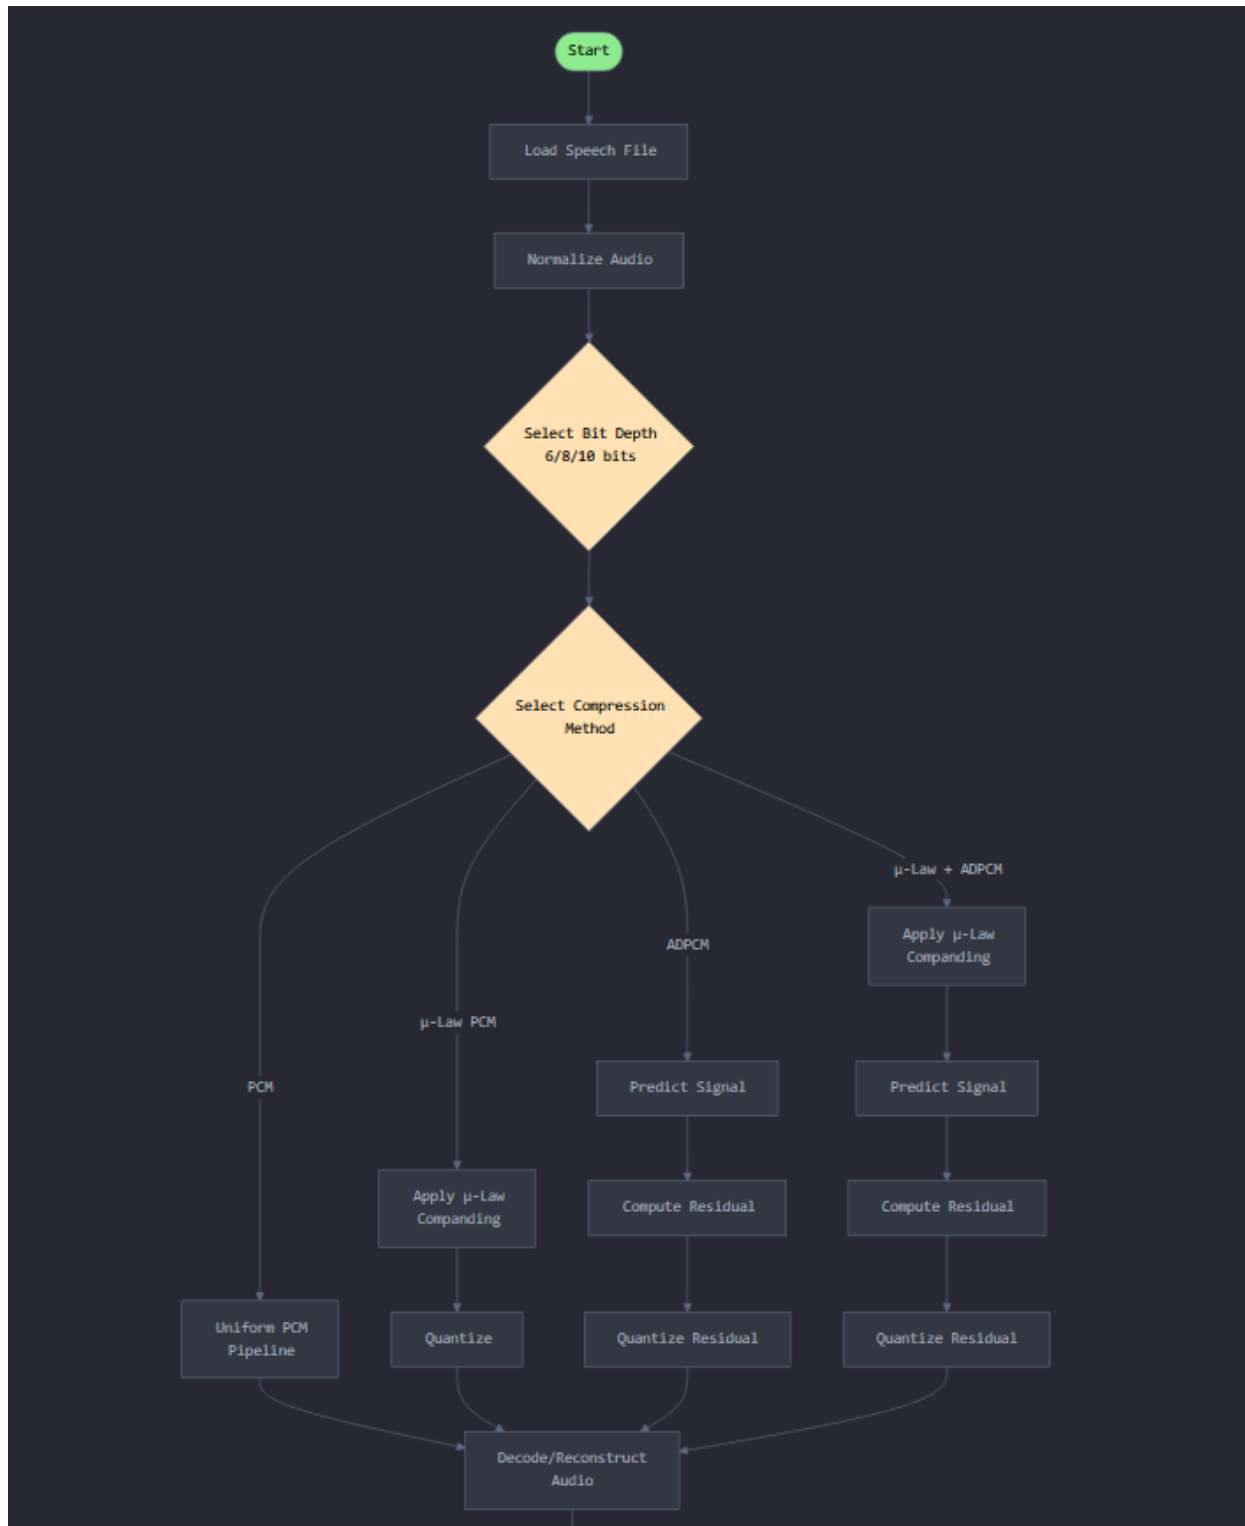 Start
Load Speech File
Normalize Audio
Select Bit Depth
6/8/10 bits
Select Compression
Method
μ-Law + ADPCM
Apply μ-Law
Companding
ADPCM
μ-Law PCM
PCM
Predict Signal
Predict Signal
Apply μ-Law
Companding
Compute Residual
Compute Residual
Uniform PCM
Pipeline
Quantize
Quantize Residual
Quantize Residual
Decode/Reconstruct
Audio